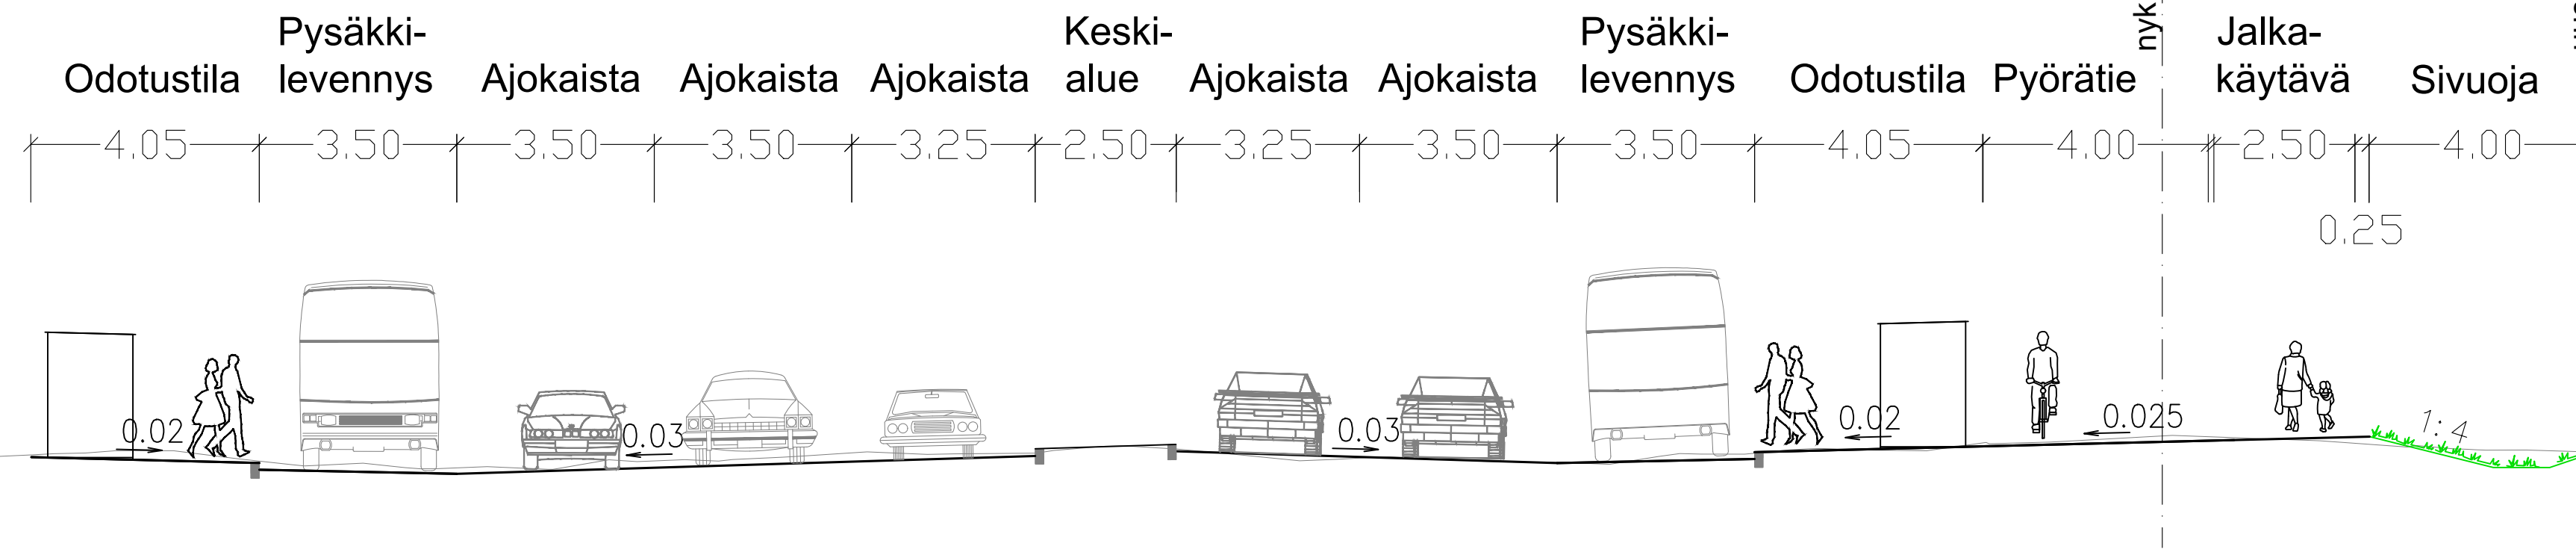 Pysäkki-
levennys
Keski-
alue
Pysäkki-
levennys
nyk
Jalka-
käytävä
Odotustila
Ajokaista
Ajokaista
Ajokaista
Ajokaista
Ajokaista
Odotustila
Pyörätie
Sivuoja
4.05 3.50 3.50 3.50 3.25 2.50 3.25 3.50 3.50 4.05 4.00 2.50 4.00
0.25
0.02
0.03
0.03
0.02
0.025
1:4